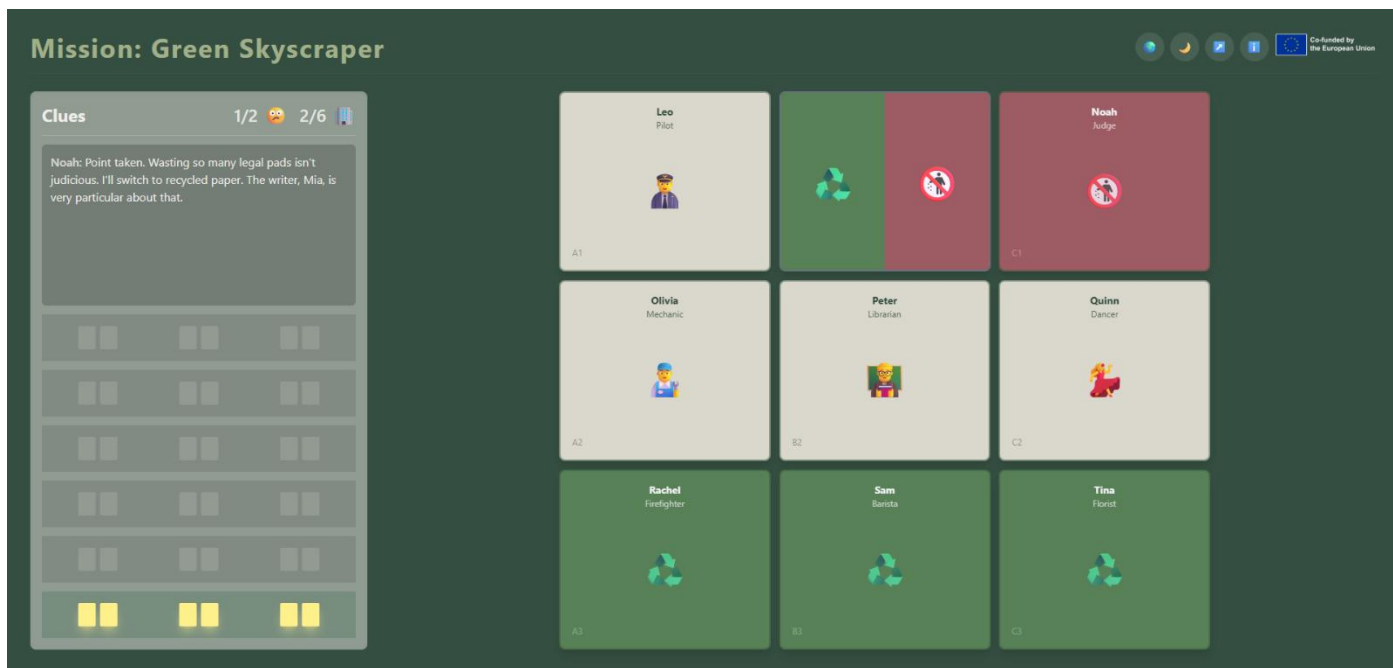 Mission: Green Skyscraper
Co-funded by
the European Union
Clues
1/2
2/6
Noah: Point taken. Wasting so many legal pads isn't
judicious. I'll switch to recycled paper. The writer, Mia, is
very particular about that.
Leo
Pilot
A1
Noah
Judge
C1
Olivia
Mechanic
A2
Peter
Librarian
B2
Quinn
Dancer
C2
Rachel
Firefighter
A3
Sam
Barista
B3
Tina
Florist
C3